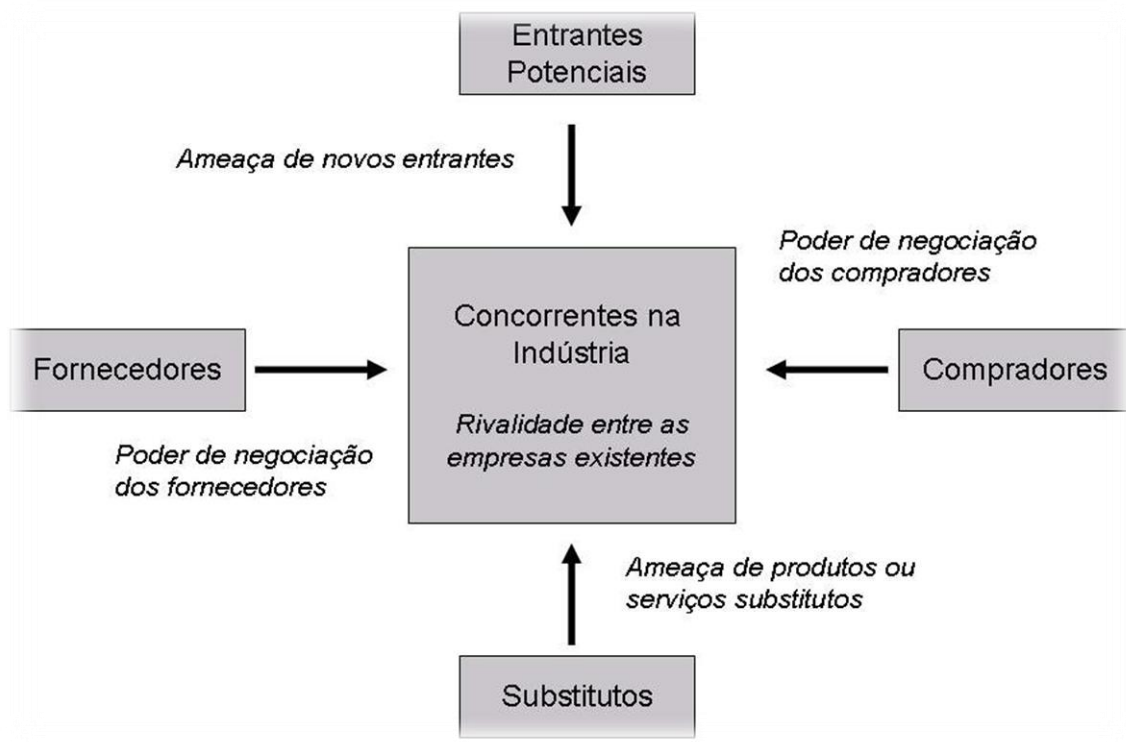 Entrantes
Potenciais
Ameaça de novos entrantes
Poder de negociação
dos compradores
Concorrentes na
Indústria
Fornecedores
Compradores
Rivalidade entre as
empresas existentes
Poder de negociação
dos fornecedores
Ameaça de produtos ou
serviços substitutos
Substitutos